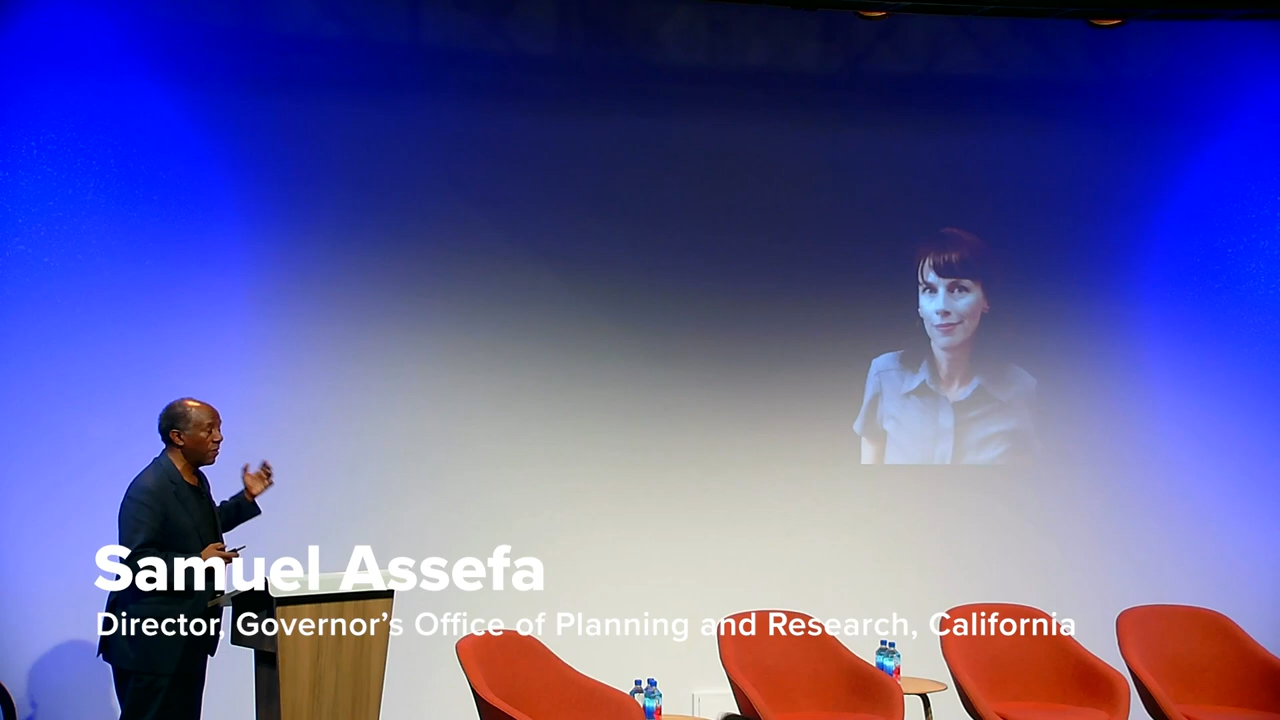 Samuel Assefa
Director, Governor's Office of Planning and Research, California